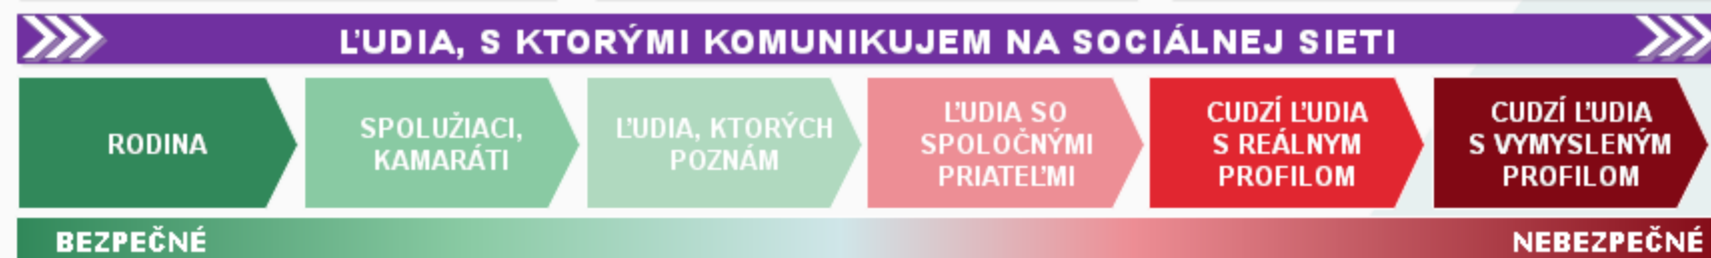 ĽUDIA, S KTORÝMI KOMUNIKUJEM NA SOCIÁLNEJ SIETI
RODINA
SPOLUŽIACI,
KAMARÁTI
ĽUDIA, KTORÝCH
POZNÁM
ĽUDIA SO
SPOLOČNÝMI
PRIATEĽMI
CUDZÍ ĽUDIA
S REÁLNYM
PROFILOM
CUDZÍ ĽUDIA
S VYMYSLENÝM
PROFILOM
BEZPEČNÉ
NEBEZPEČNÉ